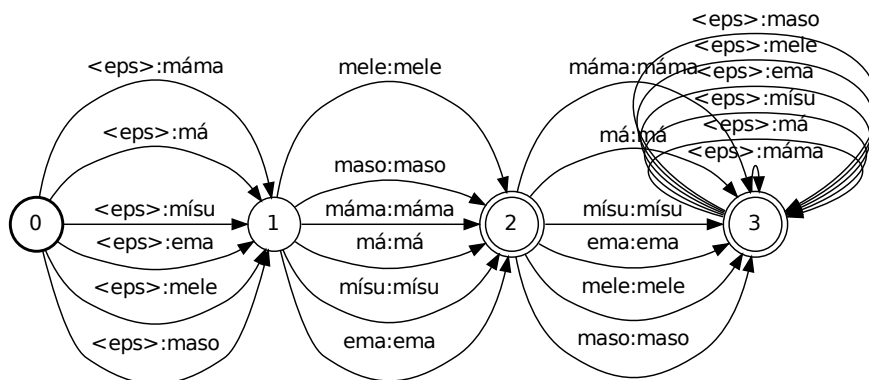 <eps>:máma
<eps>:má
<eps>:mísu
<eps>:ema
<eps>:mele
<eps>:maso
mele:mele
maso:maso
máma:máma
má:má
mísu:mísu
ema:ema
máma:máma
má:má
mísu:mísu
ema:ema
mele:mele
maso:maso
<eps>:maso
<eps>:mele
<eps>:ema
<eps>:mísu
<eps>:má
<eps>:máma
0
1
2
3